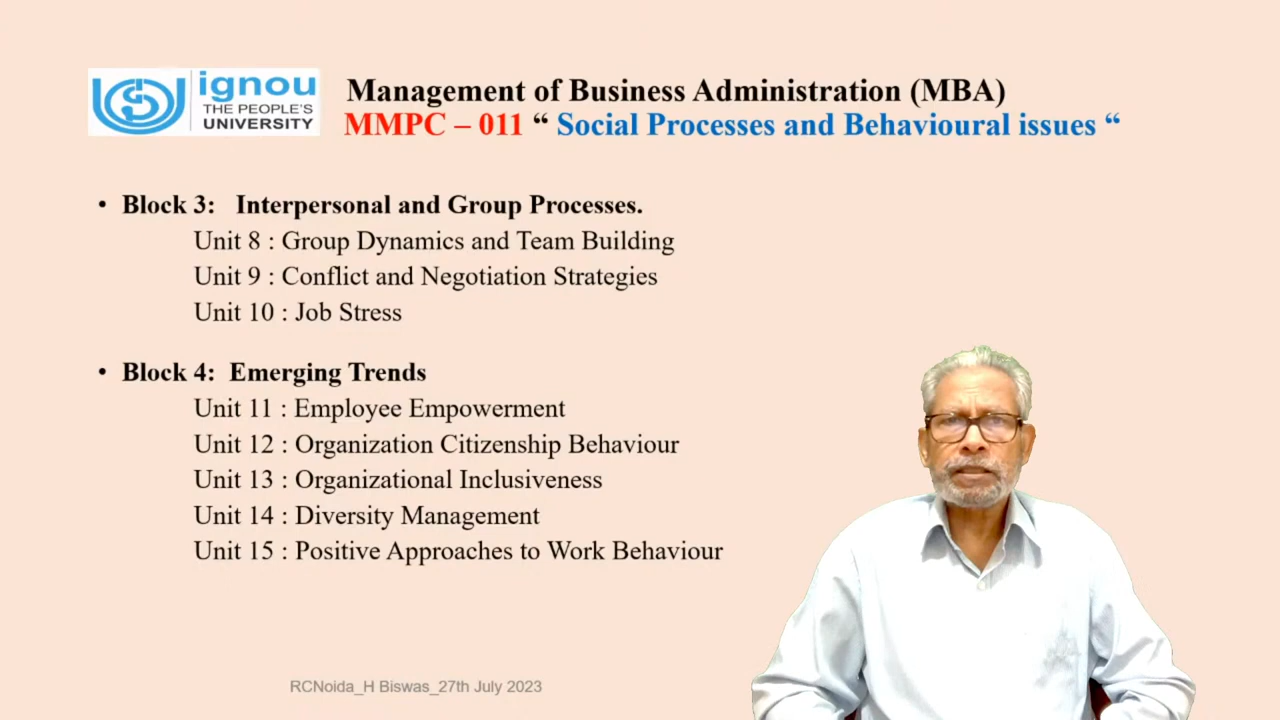 ignou
THE PEOPLE'S
UNIVERSITY
Management of Business Administration (MBA)
MMPC – 011 “ Social Processes and Behavioural issues “
• Block 3: Interpersonal and Group Processes.
Unit 8 : Group Dynamics and Team Building
Unit 9 : Conflict and Negotiation Strategies
Unit 10 : Job Stress
• Block 4: Emerging Trends
Unit 11 : Employee Empowerment
Unit 12 : Organization Citizenship Behaviour
Unit 13 : Organizational Inclusiveness
Unit 14 : Diversity Management
Unit 15 : Positive Approaches to Work Behaviour
RCNoida_H Biswas_27th July 2023